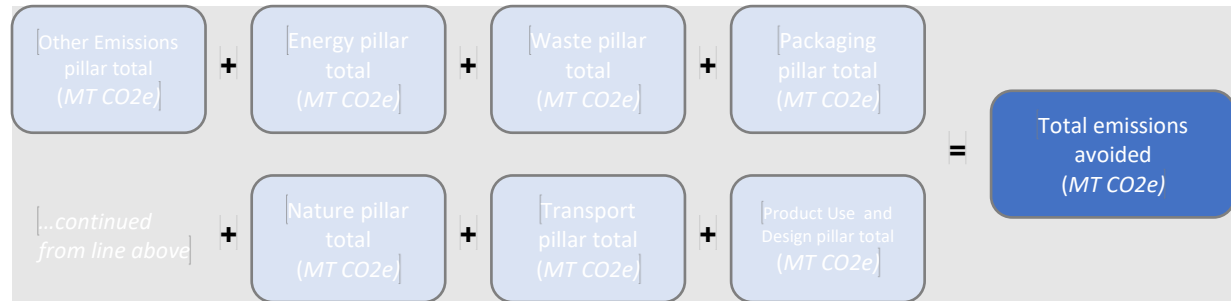 Other Emissions
pillar total
(MT CO2e)
+
Energy pillar
total
(MT CO2e)
+
Waste pillar
total
(MT CO2e)
+
Packaging
pillar total
(MT CO2e)
=
Total emissions
avoided
(MT CO2e)
…continued
from line above
+
Nature pillar
total
(MT CO2e)
+
Transport
pillar total
(MT CO2e)
+
Product Use and
Design pillar total
(MT CO2e)